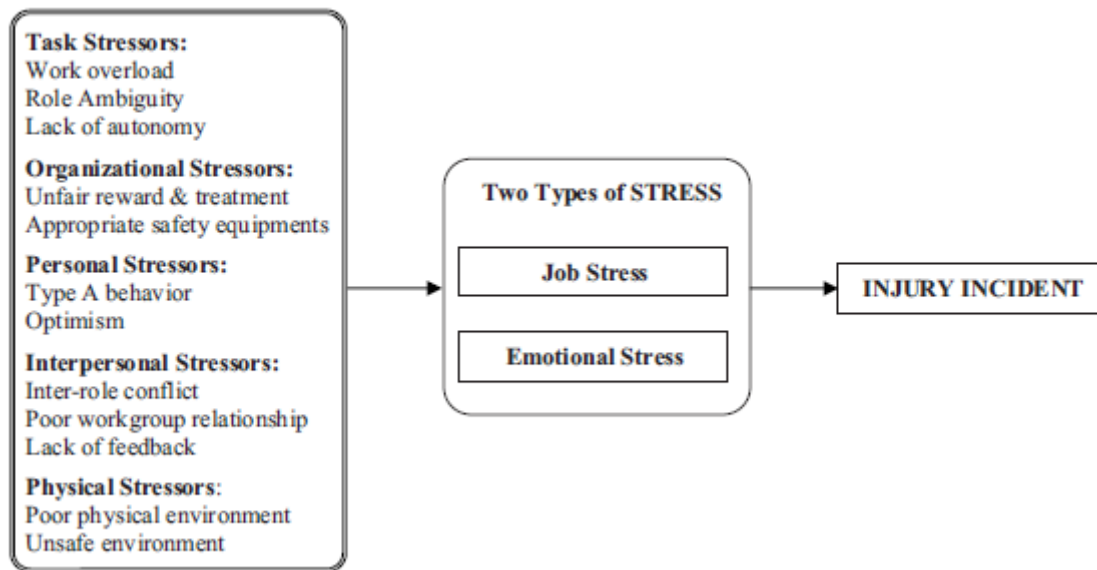 Task Stressors:
Work overload
Role Ambiguity
Lack of autonomy
Organizational Stressors:
Unfair reward & treatment
Appropriate safety equipments
Personal Stressors:
Type A behavior
Optimism
Interpersonal Stressors:
Inter-role conflict
Poor workgroup relationship
Lack of feedback
Physical Stressors:
Poor physical environment
Unsafe environment
Two Types of STRESS
Job Stress
Emotional Stress
INJURY INCIDENT